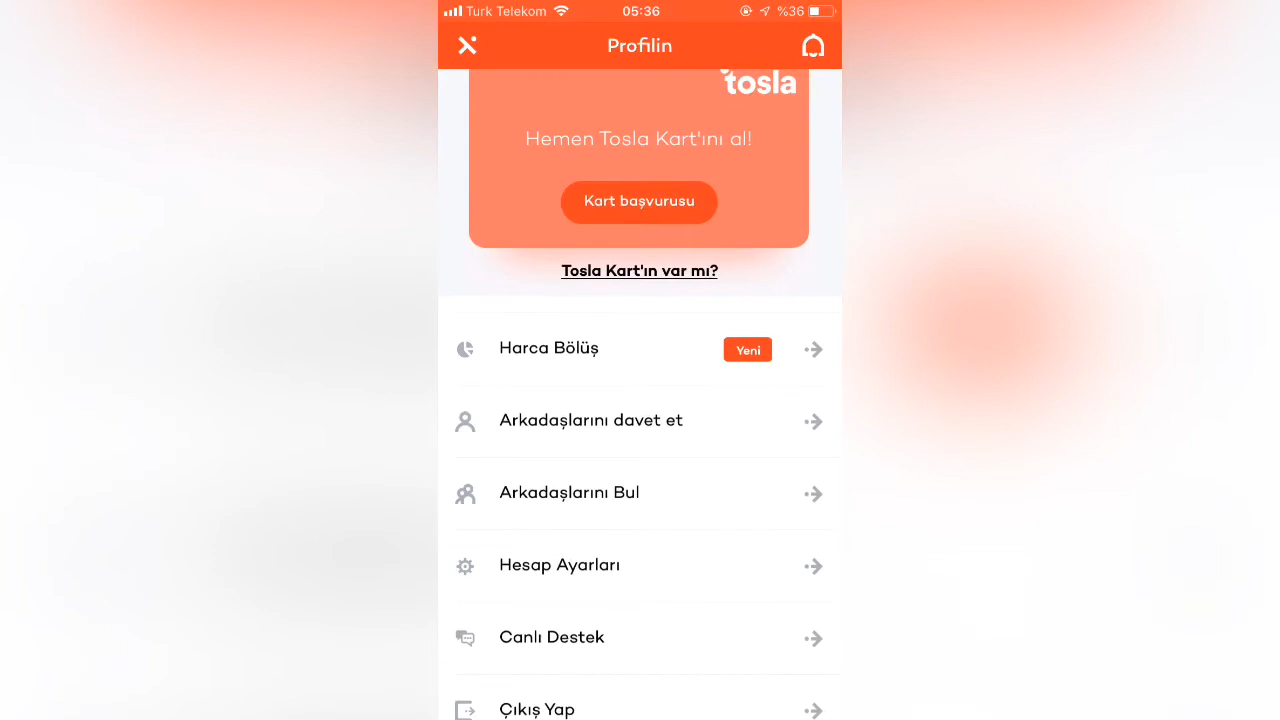 Turk Telekom 05:36 %36
Profilin
tosla
Hemen Tosla Kart'ını al!
Kart başvurusu
Tosla Kart'ın var mı?
Harca Bölüş Yeni
Arkadaşlarını davet et
Arkadaşlarını Bul
Hesap Ayarları
Canlı Destek
Çıkış Yap